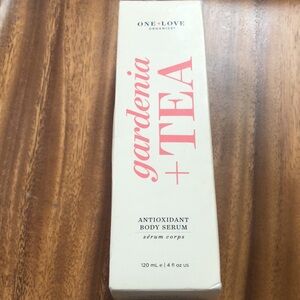 ONE+LOVE
ORGANICS®
gardenia
+ TEA
ANTIOXIDANT
BODY SERUM
sérum corps
120 mL e | 4 fl oz US